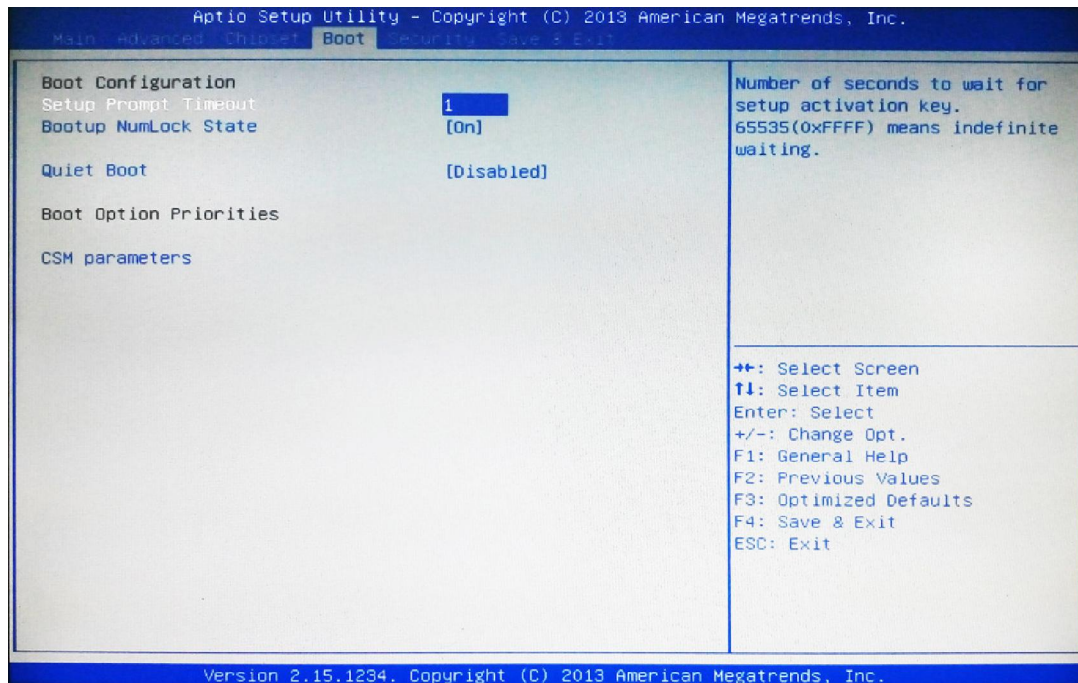 Aptio Setup Utility - Copyright (C) 2013 American Megatrends, Inc.
Main Advanced Chipset Boot Security Save & Exit
Boot Configuration
Setup Prompt Timeout 1
Bootup NumLock State [On]
Quiet Boot [Disabled]
Boot Option Priorities
CSM parameters
Number of seconds to wait for
setup activation key.
65535(0xFFFF) means indefinite
waiting.
→←: Select Screen
↑↓: Select Item
Enter: Select
+/-: Change Opt.
F1: General Help
F2: Previous Values
F3: Optimized Defaults
F4: Save & Exit
ESC: Exit
Version 2.15.1234. Copyright (C) 2013 American Megatrends, Inc.